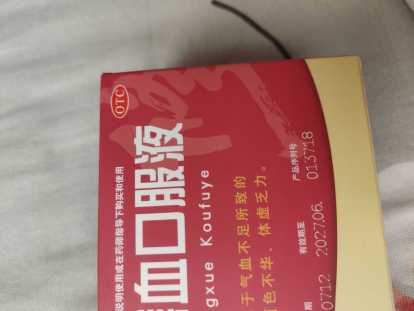 OTC
说明使用或在药师指导下购买和使用
血口服液
gxue Koufuye
于气血不足所致的
色不华、体虚乏力。
产品序列号
013718
有效期至
2027.06.
期
0712